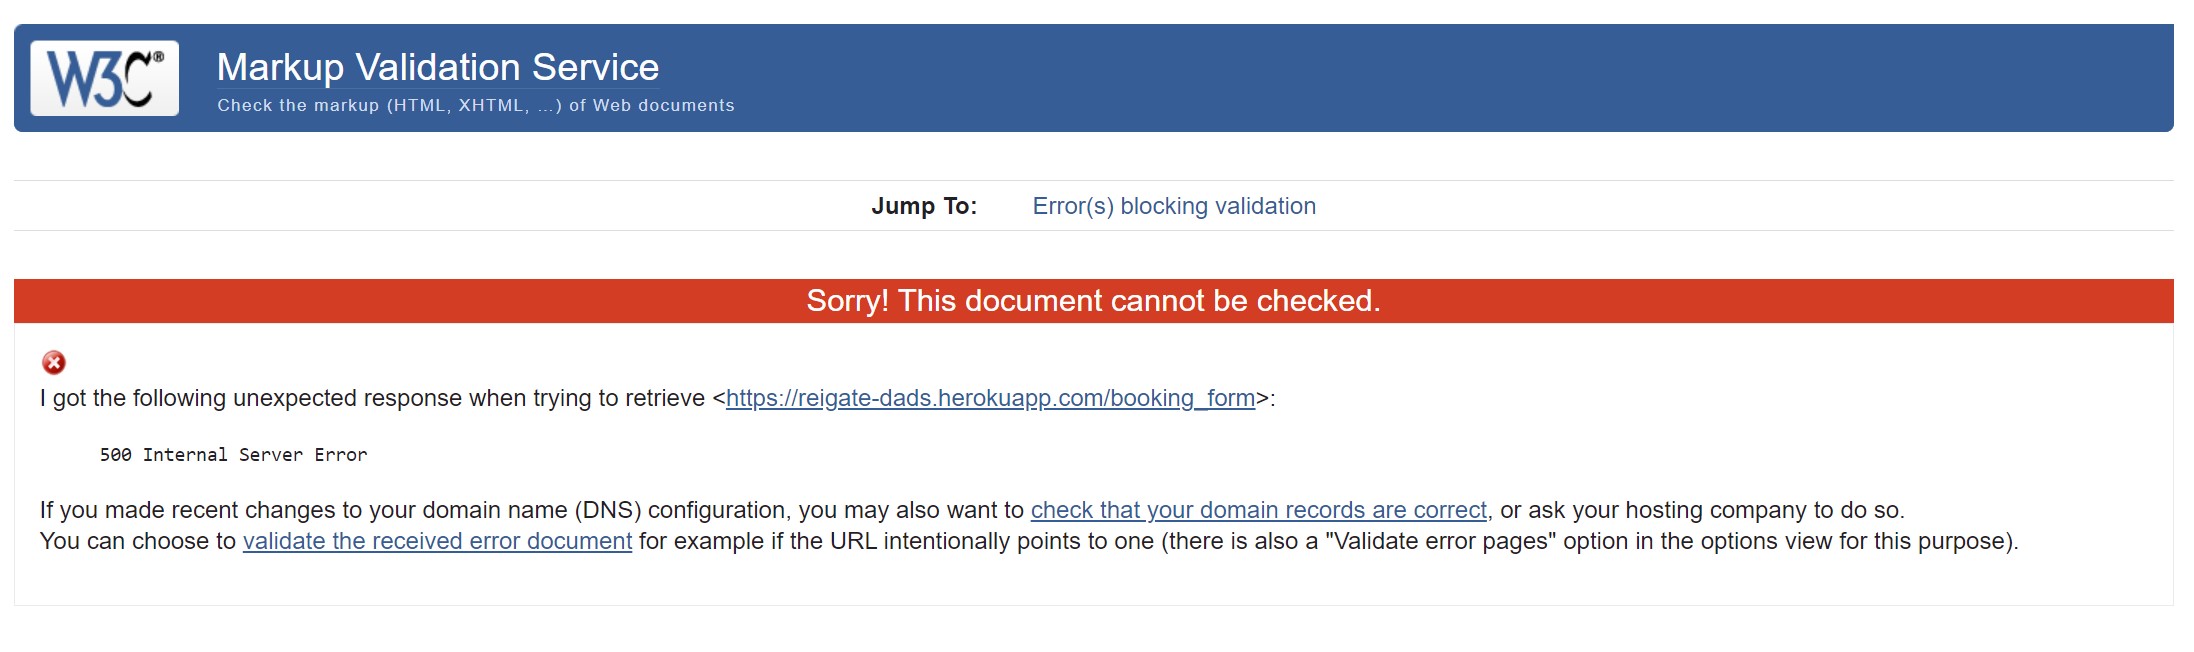 W3C®
Markup Validation Service
Check the markup (HTML, XHTML, …) of Web documents
Jump To: Error(s) blocking validation
Sorry! This document cannot be checked.
I got the following unexpected response when trying to retrieve <https://reigate-dads.herokuapp.com/booking_form>:
500 Internal Server Error
If you made recent changes to your domain name (DNS) configuration, you may also want to check that your domain records are correct, or ask your hosting company to do so.
You can choose to validate the received error document for example if the URL intentionally points to one (there is also a "Validate error pages" option in the options view for this purpose).